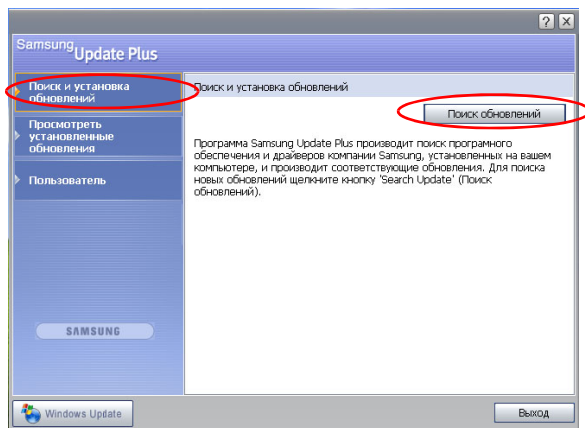 Samsung Update Plus
Поиск и установка
обновлений
Просмотреть
установленные
обновления
Пользователь
SAMSUNG
Windows Update
Поиск и установка обновлений
Поиск обновлений
Программа Samsung Update Plus производит поиск програмного
обеспечения и драйверов компании Samsung, установленных на вашем
компьютере, и производит соответствующие обновления. Для поиска
новых обновлений щелкните кнопку 'Search Update' (Поиск
обновлений).
Выход